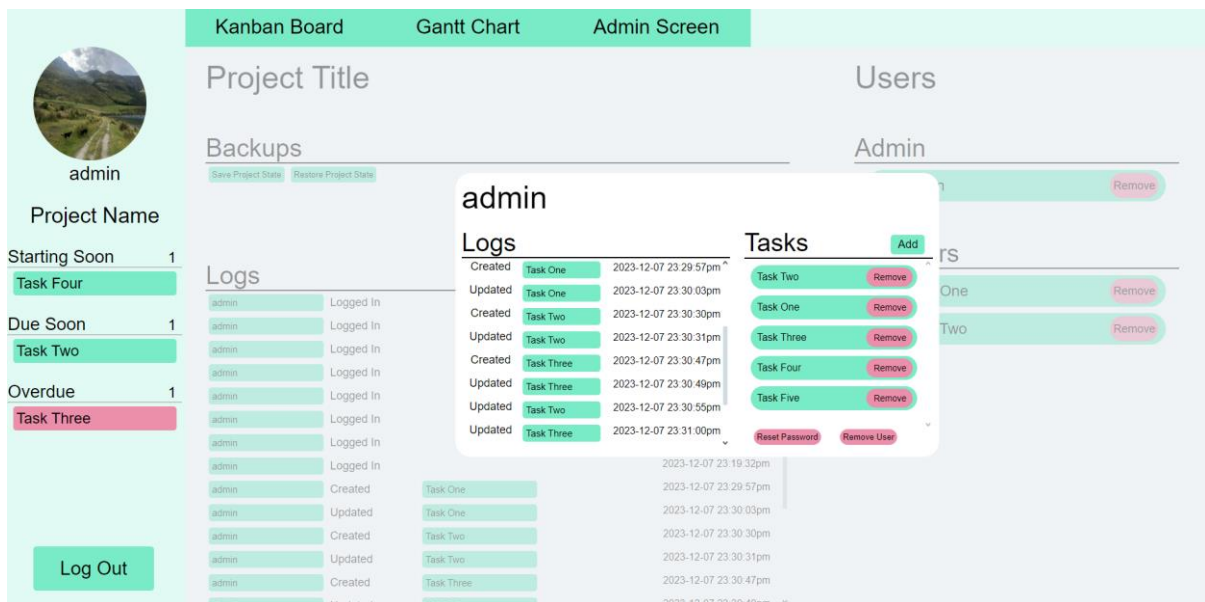 Kanban Board
Gantt Chart
Admin Screen
admin
Project Name
Starting Soon 1
Task Four
Due Soon 1
Task Two
Overdue 1
Task Three
Log Out
Project Title
Backups
Save Project State Restore Project State
Logs
admin Logged In
admin Logged In
admin Logged In
admin Logged In
admin Logged In
admin Logged In
admin Logged In
admin Logged In 2023-12-07 23:19:32pm
admin Created Task One 2023-12-07 23:29:57pm
admin Updated Task One 2023-12-07 23:30:03pm
admin Created Task Two 2023-12-07 23:30:30pm
admin Updated Task Two 2023-12-07 23:30:31pm
admin Created Task Three 2023-12-07 23:30:47pm
Users
Admin
Remove
One Remove
Two Remove
admin
Logs
Created Task One 2023-12-07 23:29:57pm
Updated Task One 2023-12-07 23:30:03pm
Created Task Two 2023-12-07 23:30:30pm
Updated Task Two 2023-12-07 23:30:31pm
Created Task Three 2023-12-07 23:30:47pm
Updated Task Three 2023-12-07 23:30:49pm
Updated Task Two 2023-12-07 23:30:55pm
Updated Task Three 2023-12-07 23:31:00pm
Tasks Add
Task Two Remove
Task One Remove
Task Three Remove
Task Four Remove
Task Five Remove
Reset Password Remove User